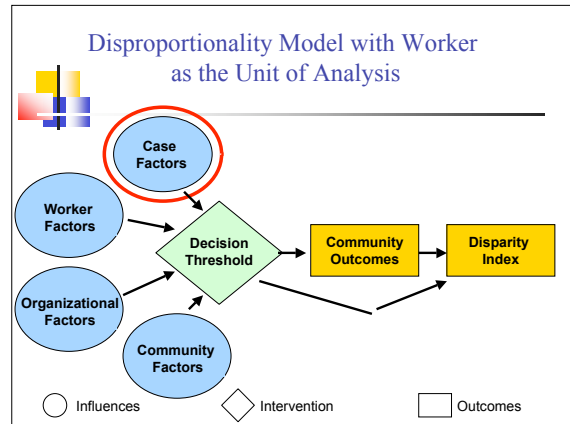 Disproportionality Model with Worker
as the Unit of Analysis
Case
Factors
Worker
Factors
Decision
Threshold
Community
Outcomes
Disparity
Index
Organizational
Factors
Community
Factors
Influences
Intervention
Outcomes